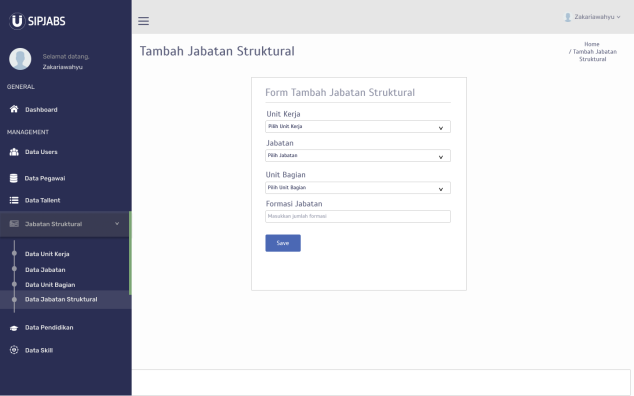 SIPJABS
Zakariawahyu
Selamat datang.
Zakariawahyu
GENERAL
Dashboard
MANAGEMENT
Data Users
Data Pegawai
Data Tallent
Jabatan Struktural
Data Unit Kerja
Data Jabatan
Data Unit Bagian
Data Jabatan Struktural
Data Pendidikan
Data Skill
Tambah Jabatan Struktural
Home
/ Tambah Jabatan
Struktural
Form Tambah Jabatan Struktural
Unit Kerja
Pilih Unit Kerja
Jabatan
Pilih Jabatan
Unit Bagian
Pilih Unit Bagian
Formasi Jabatan
Masukkan jumlah formasi
Save